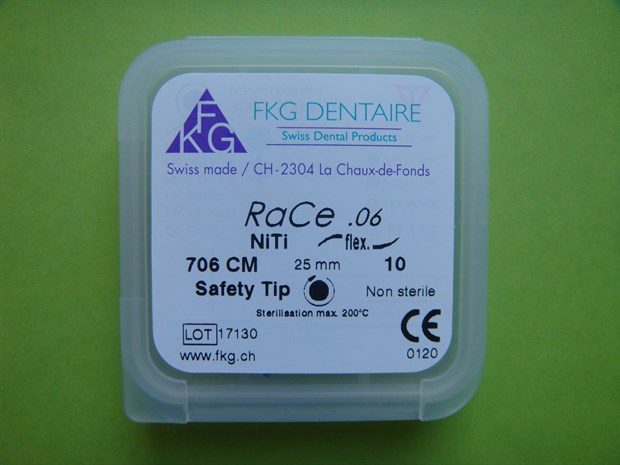 FKG
FKG DENTAIRE
Swiss Dental Products
Swiss made / CH-2304 La Chaux-de-Fonds
RaCe .06
NiTi flex.
706 CM 25 mm 10
Safety Tip Non sterile
Sterilisation max. 200°C
LOT 17130 CE
www.fkg.ch 0120